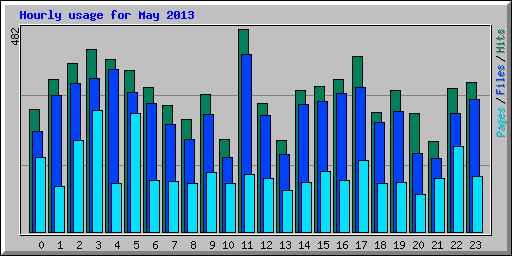 Hourly usage for May 2013
482
Pages/Files/Hits
0 1 2 3 4 5 6 7 8 9 10 11 12 13 14 15 16 17 18 19 20 21 22 23